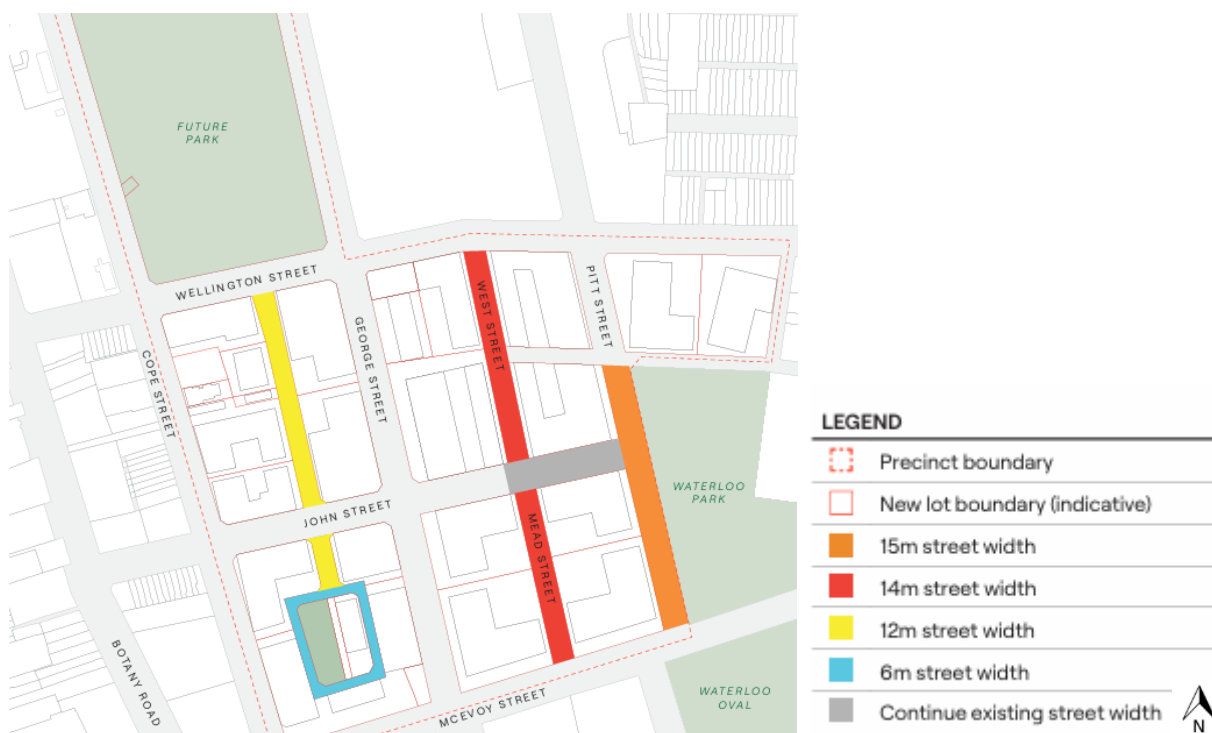 FUTURE
PARK
WELLINGTON STREET
COPE STREET
GEORGE STREET
WEST STREET
PITT STREET
JOHN STREET
MEAD STREET
WATERLOO
PARK
BOTANY ROAD
MCEVOY STREET
WATERLOO
OVAL
LEGEND
Precinct boundary
New lot boundary (indicative)
15m street width
14m street width
12m street width
6m street width
Continue existing street width
N